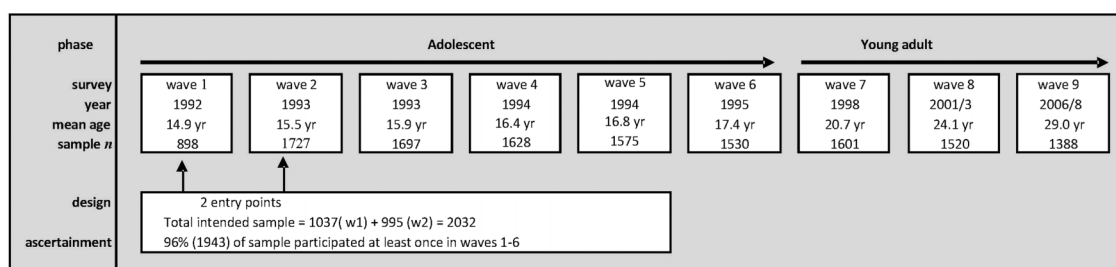 phase Adolescent Young adult
survey wave 1 wave 2 wave 3 wave 4 wave 5 wave 6 wave 7 wave 8 wave 9
year 1992 1993 1993 1994 1994 1995 1998 2001/3 2006/8
mean age 14.9 yr 15.5 yr 15.9 yr 16.4 yr 16.8 yr 17.4 yr 20.7 yr 24.1 yr 29.0 yr
sample n 898 1727 1697 1628 1575 1530 1601 1520 1388
design 2 entry points
Total intended sample = 1037( w1) + 995 (w2) = 2032
ascertainment 96% (1943) of sample participated at least once in waves 1-6